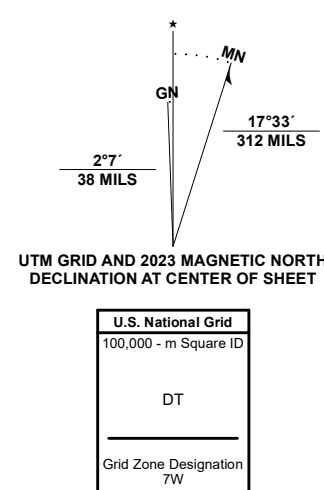 ★
MN
GN
17°33´
312 MILS
2°7´
38 MILS
UTM GRID AND 2023 MAGNETIC NORTH
DECLINATION AT CENTER OF SHEET
U.S. National Grid
100,000 - m Square ID
DT
Grid Zone Designation
7W